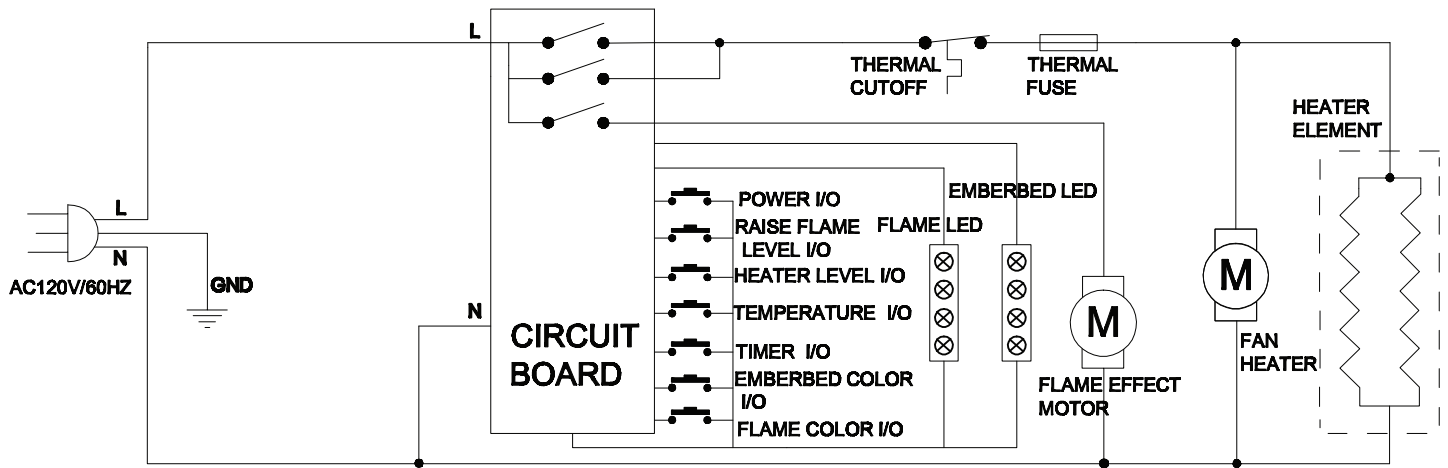 L
THERMAL
CUTOFF
THERMAL
FUSE
HEATER
ELEMENT
L
N
AC120V/60HZ
GND
N
CIRCUIT
BOARD
POWER I/O
RAISE FLAME
LEVEL I/O
HEATER LEVEL I/O
TEMPERATURE I/O
TIMER I/O
EMBERBED COLOR
I/O
FLAME COLOR I/O
EMBERBED LED
FLAME LED
M
FLAME EFFECT
MOTOR
M
FAN
HEATER